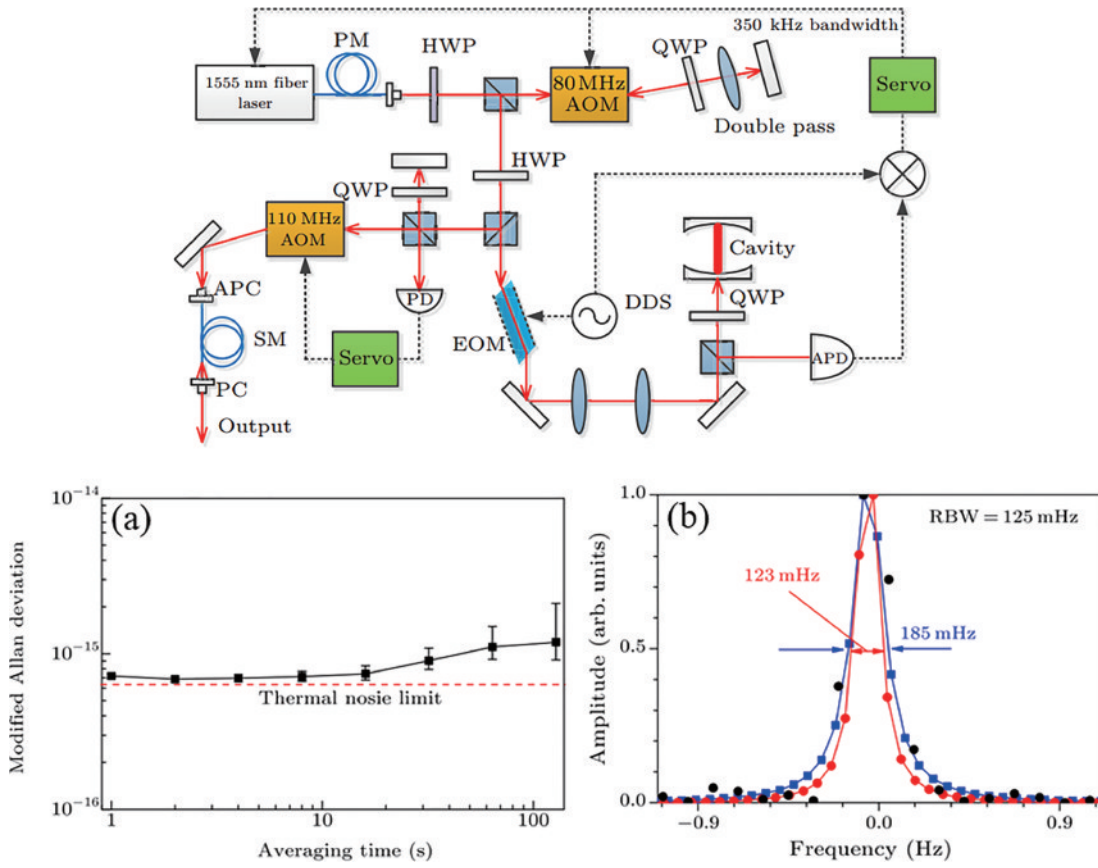 350 kHz bandwidth
PM
HWP
QWP
1555 nm fiber
laser
80 MHz
AOM
Servo
Double pass
HWP
QWP
110 MHz
AOM
Cavity
APC
PD
DDS
QWP
SM
EOM
Servo
APD
PC
Output
(a)
10−14
10−15
10−16
Modified Allan deviation
Thermal nosie limit
1
10
100
Averaging time (s)
(b)
RBW = 125 mHz
1.0
0.5
0.0
Amplitude (arb. units)
123 mHz
185 mHz
−0.9
0.0
0.9
Frequency (Hz)